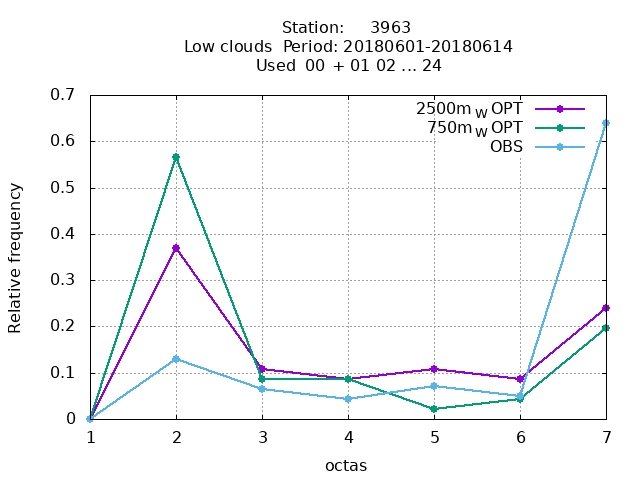 Station: 3963
Low clouds Period: 20180601-20180614
Used 00 + 01 02 ... 24
2500m W OPT
750m W OPT
OBS
Relative frequency
0.7
0.6
0.5
0.4
0.3
0.2
0.1
0
1 2 3 4 5 6 7
octas